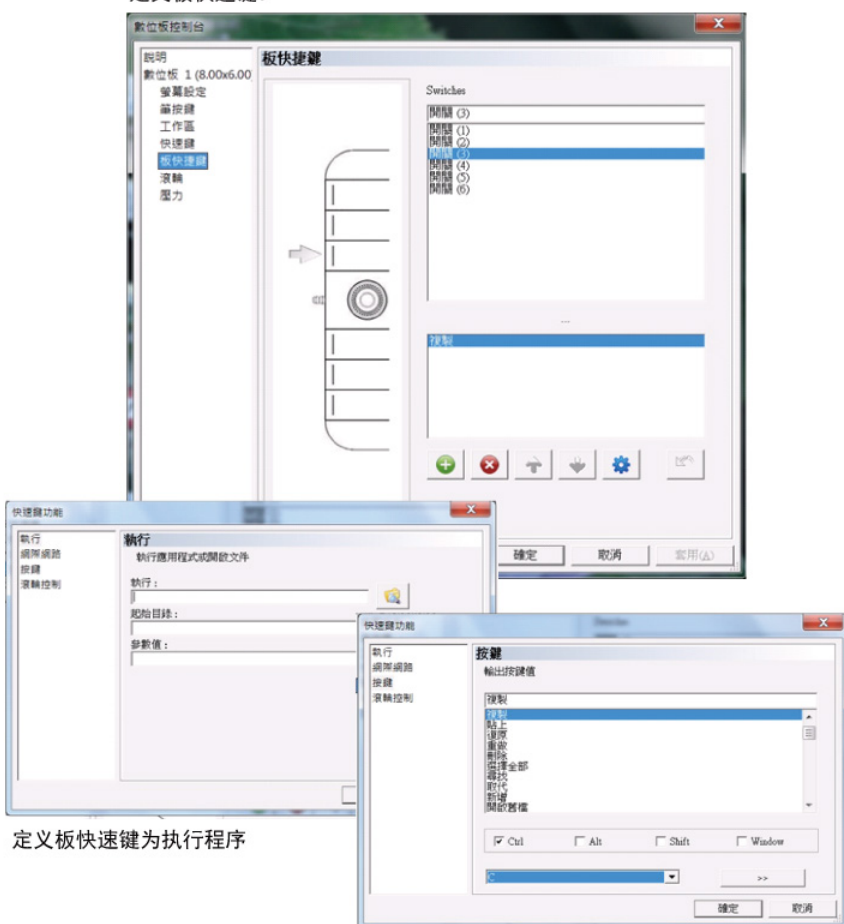 數位板控制台
說明
數位板 1 (8.00x6.00
螢幕設定
筆按鍵
工作區
快速鍵
板快捷鍵
滾輪
壓力
板快捷鍵
Switches
開關 (3)
開關 (1)
開關 (2)
開關 (3)
開關 (4)
開關 (5)
開關 (6)
...
複製
確定
取消
套用(A)
快速鍵功能
執行
網際網路
按鍵
滾輪控制
執行
執行應用程式或開啟文件
執行：
起始目錄：
參數值：
定义板快速键为执行程序
快速鍵功能
執行
網際網路
按鍵
滾輪控制
按鍵
輸出按鍵值
複製
複製
貼上
復原
重做
刪除
選擇全部
尋找
取代
新增
開啟舊檔
Ctrl
Alt
Shift
Window
C
>>
確定
取消